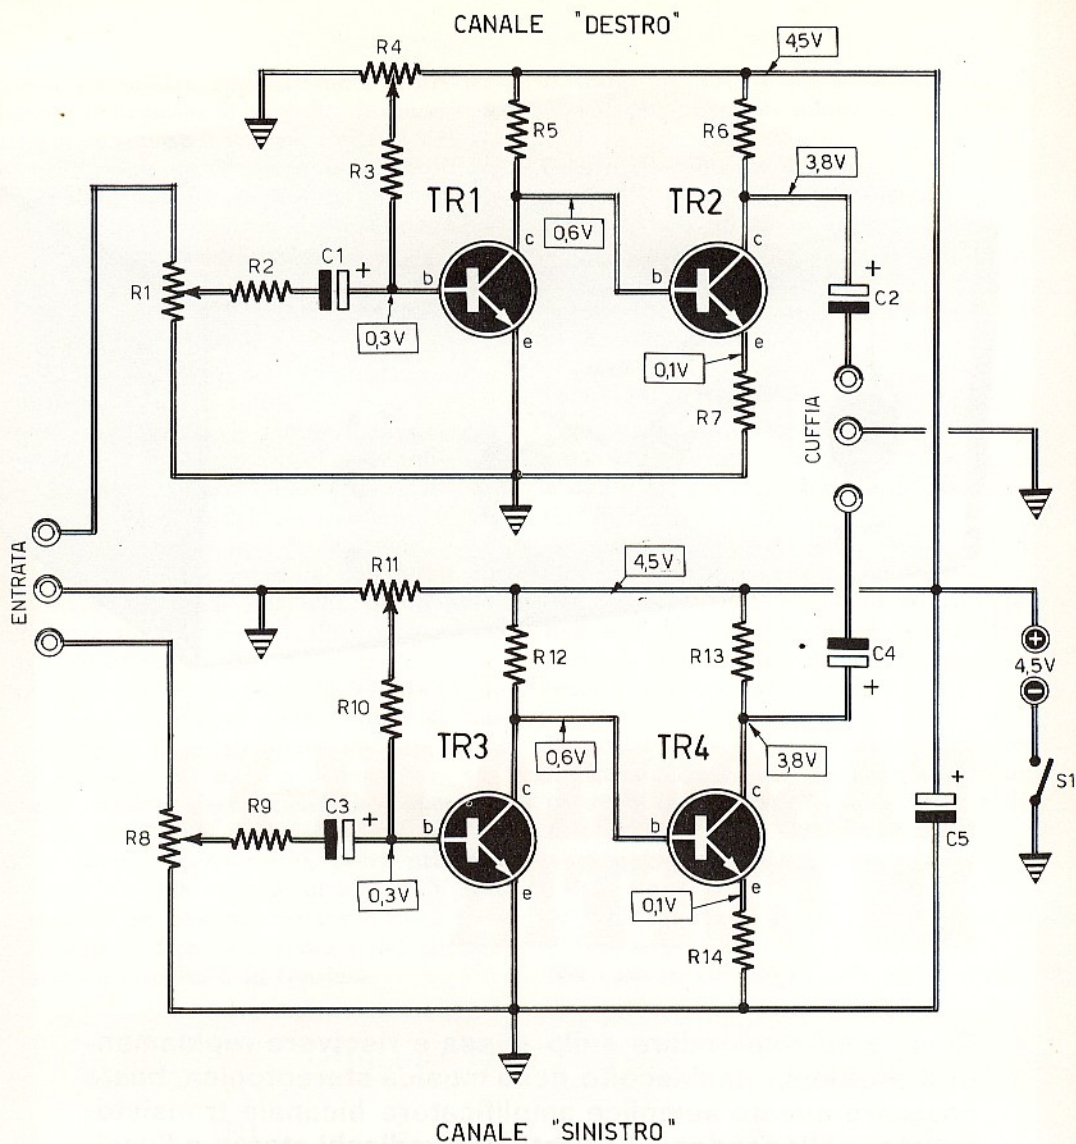 CANALE "DESTRO"
4,5V
R4
R5
R6
R3
3,8V
TR1
TR2
0,6V
c
c
R2
C1
+
R1
b
b
+
C2
0,3V
e
e
0,1V
R7
CUFFIA
ENTRATA
R11
4,5V
R12
R13
C4
+
+
4,5V
−
R10
TR3
0,6V
TR4
3,8V
S1
c
c
+
R9
C3
+
R8
b
b
C5
0,3V
e
e
0,1V
R14
CANALE "SINISTRO"